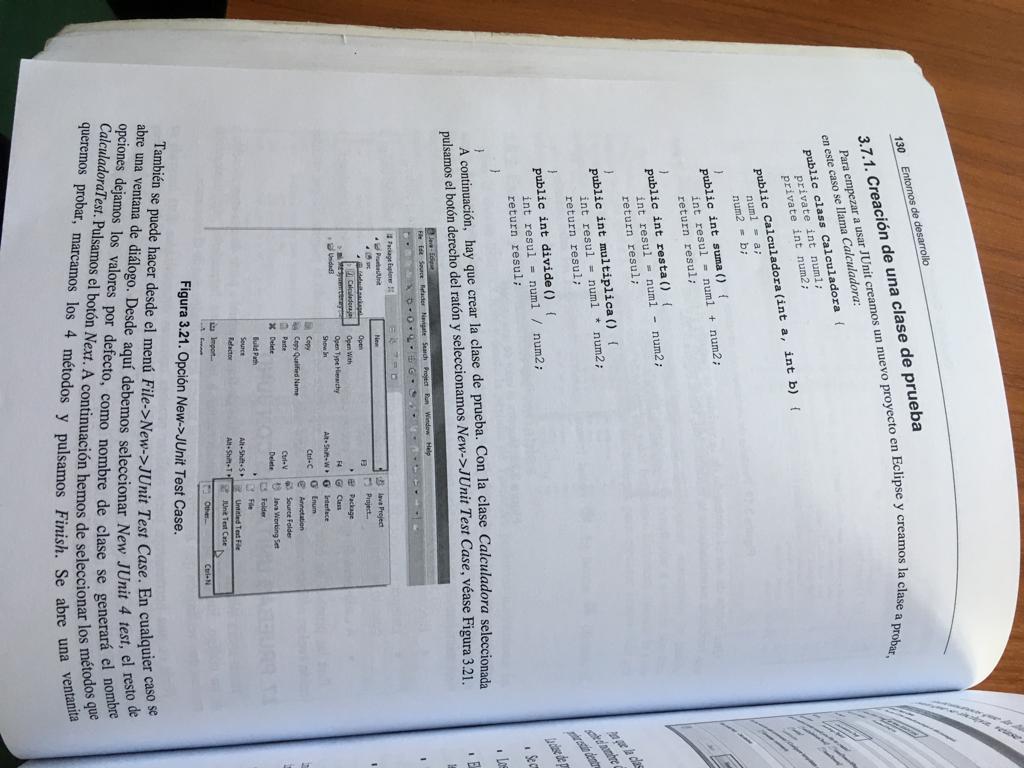 130 Entornos de desarrollo
3.7.1. Creación de una clase de prueba
Para empezar a usar JUnit creamos un nuevo proyecto en Eclipse y creamos la clase a probar,
en este caso se llama Calculadora:
public class Calculadora {
private int num1;
private int num2;
public Calculadora(int a, int b) {
num1 = a;
num2 = b;
}
public int suma() {
int resul = num1 + num2;
return resul;
}
public int resta() {
int resul = num1 - num2;
return resul;
}
public int multiplica() {
int resul = num1 * num2;
return resul;
}
public int divide() {
int resul = num1 / num2;
return resul;
}
}
A continuación, hay que crear la clase de prueba. Con la clase Calculadora seleccionada
pulsamos el botón derecho del ratón y seleccionamos New->JUnit Test Case, véase Figura 3.21.
Java - Eclipse
File Edit Source Refactor Navigate Search Project Run Window Help
Package Explorer
src
Calculadora.ja
New
Open F3
Open With
Open Type Hierarchy F4
Show In Alt+Shift+W
Copy Ctrl+C
Copy Qualified Name
Paste Ctrl+V
Delete Delete
Build Path
Source Alt+Shift+S
Refactor Alt+Shift+T
Import...
Java Project
Project...
Package
Class
Interface
Enum
Annotation
Source Folder
Java Working Set
Folder
File
Untitled Text File
JUnit Test Case
Other... Ctrl+N
Figura 3.21. Opción New->JUnit Test Case.
También se puede hacer desde el menú File->New->JUnit Test Case. En cualquier caso se
abre una ventana de diálogo. Desde aquí debemos seleccionar New JUnit 4 test, el resto de
opciones dejamos los valores por defecto, como nombre de clase se generará el nombre
CalculadoraTest. Pulsamos el botón Next. A continuación hemos de seleccionar los métodos que
queremos probar, marcamos los 4 métodos y pulsamos Finish. Se abre una ventanita